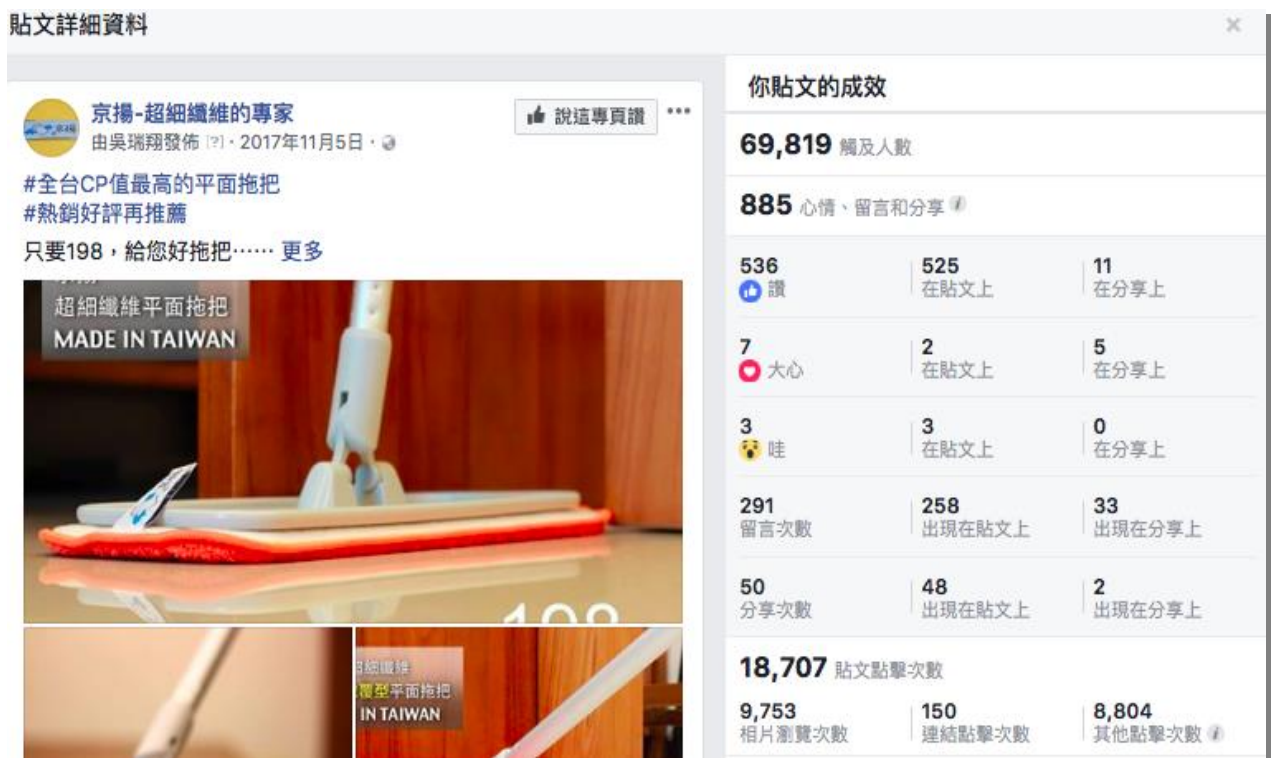 貼文詳細資料
京揚-超細纖維的專家
由吳瑞翔發佈 [?]·2017年11月5日·
說這專頁讚
#全台CP值最高的平面拖把
#熱銷好評再推薦
只要198，給您好拖把…… 更多
超細纖維平面拖把
MADE IN TAIWAN
覆型平面拖把
IN TAIWAN
你貼文的成效
69,819 觸及人數
885 心情、留言和分享
536
讚
525
在貼文上
11
在分享上
7
大心
2
在貼文上
5
在分享上
3
哇
3
在貼文上
0
在分享上
291
留言次數
258
出現在貼文上
33
出現在分享上
50
分享次數
48
出現在貼文上
2
出現在分享上
18,707 貼文點擊次數
9,753
相片瀏覽次數
150
連結點擊次數
8,804
其他點擊次數